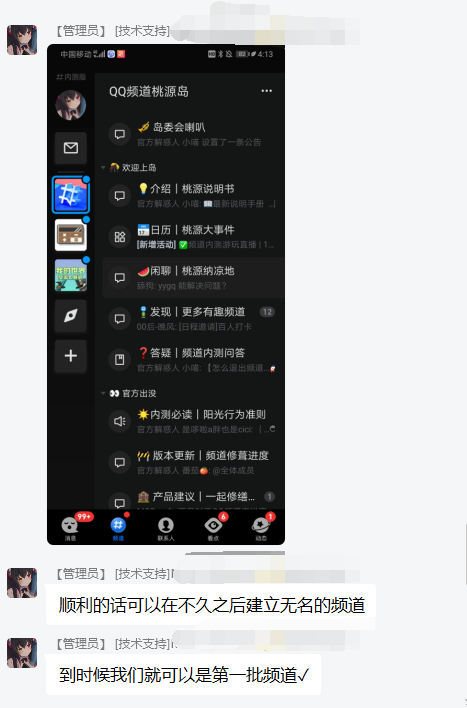 【管理员】 [技术支持]
中国移动
4:13
#内测版
QQ频道桃源岛
岛委会喇叭
官方解惑人 小嘻 设置了一条公告
欢迎上岛
介绍｜桃源说明书
官方解惑人 小嘻: 最新说明手册
日历｜桃源大事件
[新增活动] 频道内测游玩直播 | 1...
闲聊｜桃源纳凉地
舔狗: yygq 能解决问题?
发现｜更多有趣频道
12
00后-晚风: [日程邀请]百人打卡
答疑｜频道内测问答
官方解惑人 小嘻: 【怎么退出频道...
官方出没
内测必读｜阳光行为准则
官方解惑人 是哆啦a胖也是cici:
版本更新｜频道修葺进度
官方解惑人 番茄: @全体成员
产品建议｜一起修缮...
1
99+
6
1
消息
频道
联系人
看点
动态
【管理员】 [技术支持]
顺利的话可以在不久之后建立无名的频道
【管理员】 [技术支持]
到时候我们就可以是第一批频道✓